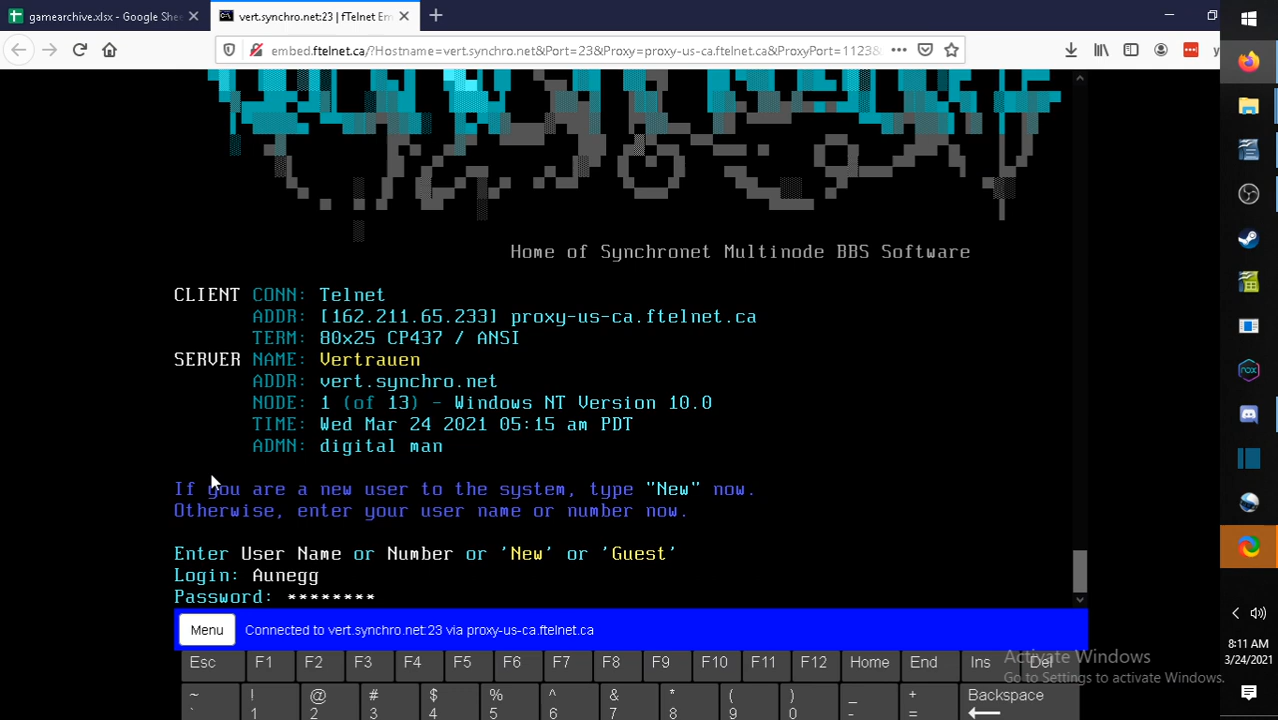 gamearchive.xlsx - Google Shee
vert.synchro.net:23 | fTelnet Em
embed.ftelnet.ca/?Hostname=vert.synchro.net&Port=23&Proxy=proxy-us-ca.ftelnet.ca&ProxyPort=1123&
Home of Synchronet Multinode BBS Software
CLIENT CONN: Telnet
ADDR: [162.211.65.233] proxy-us-ca.ftelnet.ca
TERM: 80x25 CP437 / ANSI
SERVER NAME: Vertrauen
ADDR: vert.synchro.net
NODE: 1 (of 13) - Windows NT Version 10.0
TIME: Wed Mar 24 2021 05:15 am PDT
ADMN: digital man
If you are a new user to the system, type "New" now.
Otherwise, enter your user name or number now.
Enter User Name or Number or 'New' or 'Guest'
Login: Aunegg
Password: ********
Menu Connected to vert.synchro.net:23 via proxy-us-ca.ftelnet.ca
Esc F1 F2 F3 F4 F5 F6 F7 F8 F9 F10 F11 F12 Home End Ins Del
~ ! @ # $ % ^ & * ( ) _ + Backspace
` 1 2 3 4 5 6 7 8 9 0 - =
Activate Windows
Go to Settings to activate Windows.
nox
8:11 AM
3/24/2021